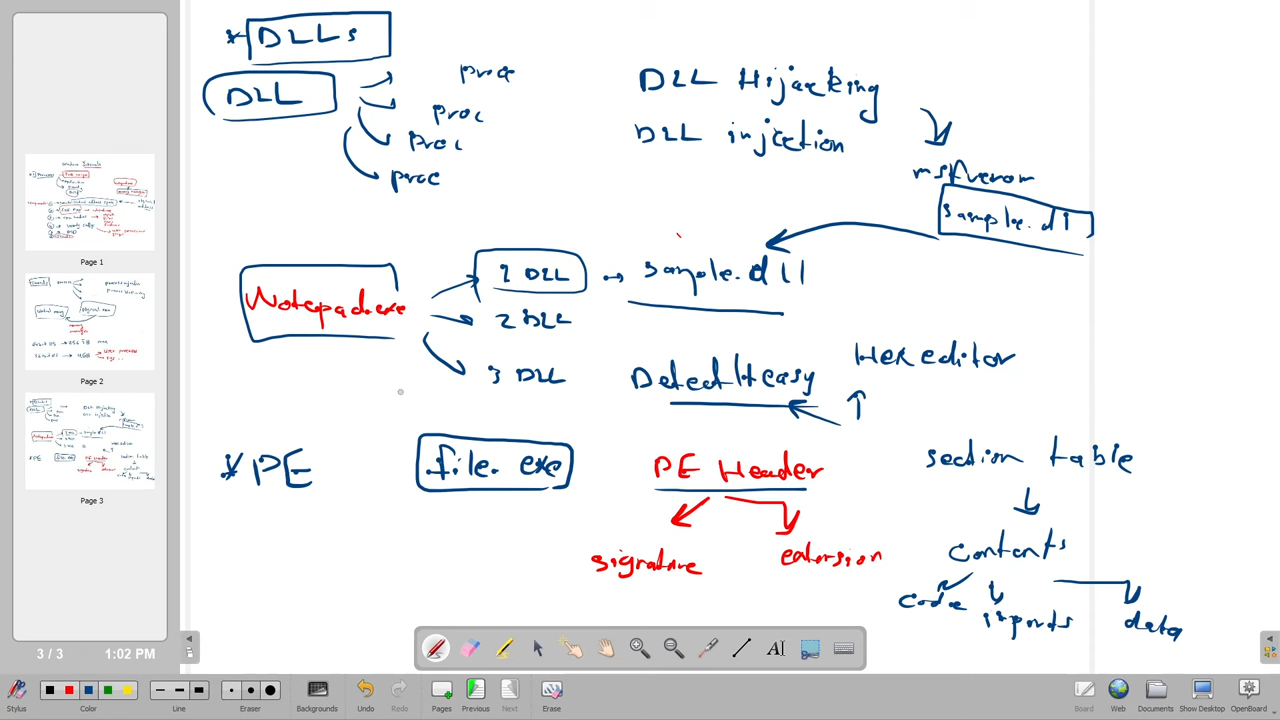 * DLLs
DLL
proc
proc
proc
proc
DLL Hijacking
DLL injection
msfvenom
sample.dll
Notepad.exe
1 DLL
sample.dll
2 DLL
3 DLL
DetectIteasy
Hex editor
* PE
file.exe
PE Header
signature
extension
section table
contents
code
imports
data
Page 1
Page 2
Page 3
3 / 3
1:02 PM
Stylus
Color
Line
Eraser
Backgrounds
Undo
Redo
Pages
Previous
Next
Erase
Board
Web
Documents
Show Desktop
OpenBoard